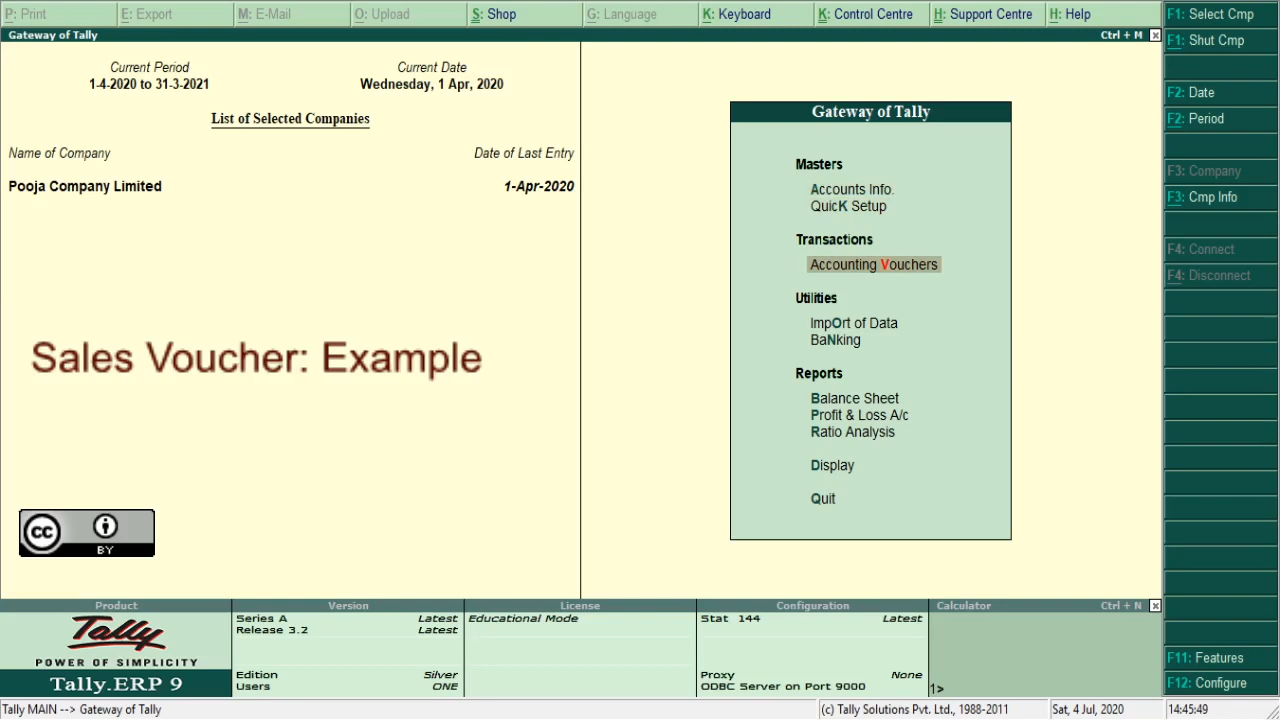 P: Print E: Export M: E-Mail O: Upload S: Shop G: Language K: Keyboard K: Control Centre H: Support Centre H: Help
Gateway of Tally Ctrl + M x
Current Period Current Date
1-4-2020 to 31-3-2021 Wednesday, 1 Apr, 2020
List of Selected Companies
Name of Company Date of Last Entry
Pooja Company Limited 1-Apr-2020
Sales Voucher: Example
cc BY
Gateway of Tally
Masters
Accounts Info.
QuicK Setup
Transactions
Accounting Vouchers
Utilities
ImpOrt of Data
BaNking
Reports
Balance Sheet
Profit & Loss A/c
Ratio Analysis
Display
Quit
F1: Select Cmp
F1: Shut Cmp
F2: Date
F2: Period
F3: Company
F3: Cmp Info
F4: Connect
F4: Disconnect
F11: Features
F12: Configure
Product Version License Configuration Calculator Ctrl + N x
Tally
POWER OF SIMPLICITY
Tally.ERP 9
Series A Latest
Release 3.2 Latest
Edition Silver
Users ONE
Educational Mode
Stat 144 Latest
Proxy None
ODBC Server on Port 9000
1>
Tally MAIN --> Gateway of Tally (c) Tally Solutions Pvt. Ltd., 1988-2011 Sat, 4 Jul, 2020 14:45:49